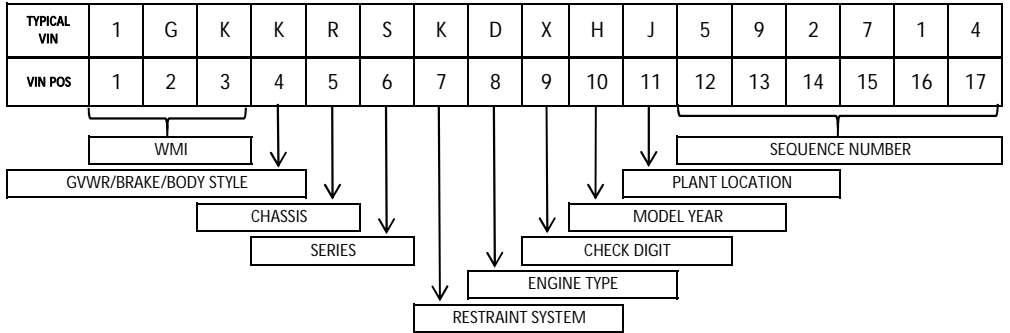 TYPICAL VIN 1 G K K R S K D X H J 5 9 2 7 1 4
VIN POS 1 2 3 4 5 6 7 8 9 10 11 12 13 14 15 16 17
WMI SEQUENCE NUMBER
GVWR/BRAKE/BODY STYLE PLANT LOCATION
CHASSIS MODEL YEAR
SERIES CHECK DIGIT
ENGINE TYPE
RESTRAINT SYSTEM